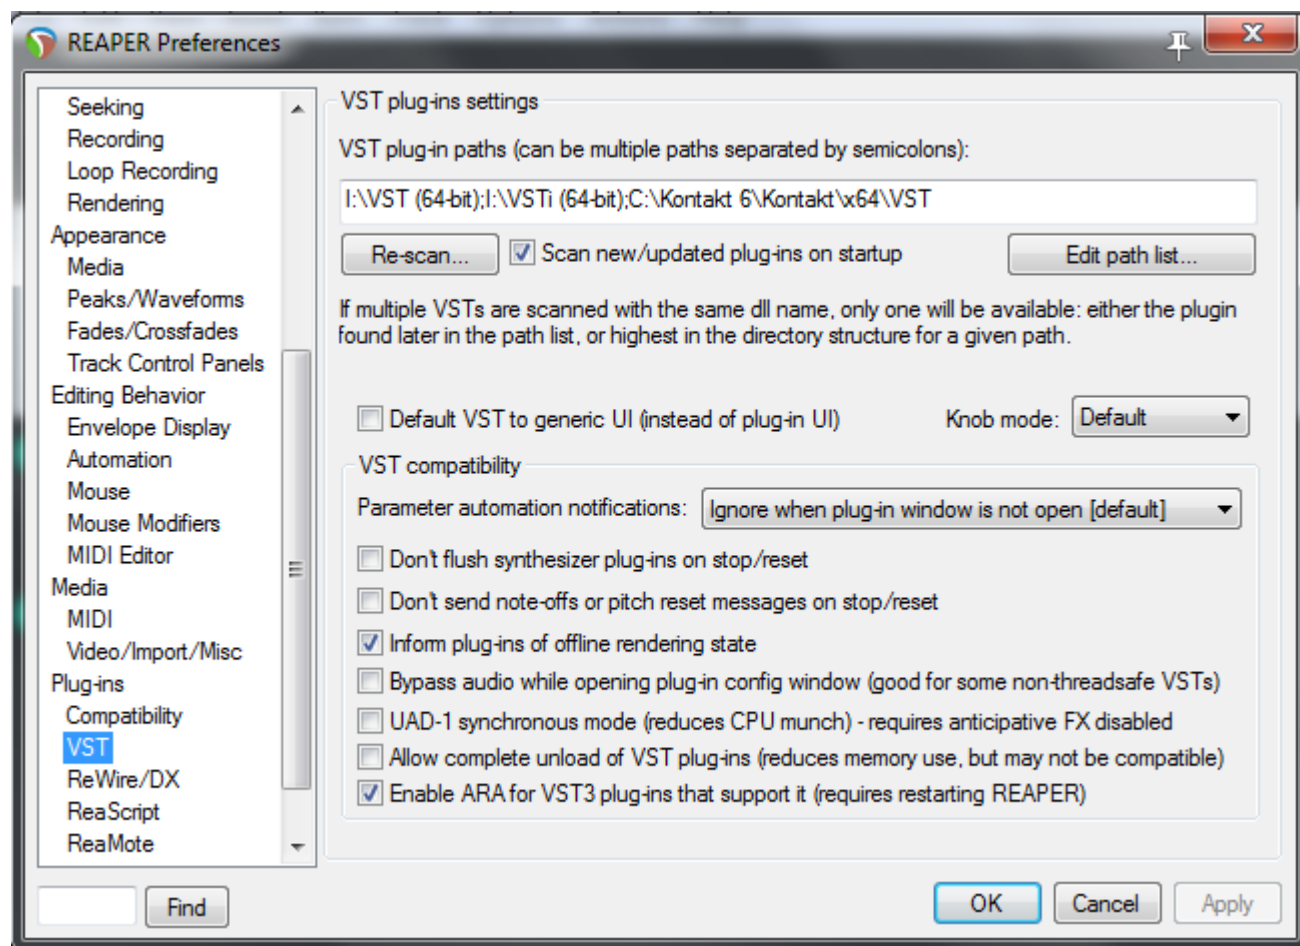 REAPER Preferences
Seeking
Recording
Loop Recording
Rendering
Appearance
Media
Peaks/Waveforms
Fades/Crossfades
Track Control Panels
Editing Behavior
Envelope Display
Automation
Mouse
Mouse Modifiers
MIDI Editor
Media
MIDI
Video/Import/Misc
Plug-ins
Compatibility
VST
ReWire/DX
ReaScript
ReaMote
Find
VST plug-ins settings
VST plug-in paths (can be multiple paths separated by semicolons):
I:\VST (64-bit);I:\VSTi (64-bit);C:\Kontakt 6\Kontakt\x64\VST
Re-scan... Scan new/updated plug-ins on startup Edit path list...
If multiple VSTs are scanned with the same dll name, only one will be available: either the plugin
found later in the path list, or highest in the directory structure for a given path.
Default VST to generic UI (instead of plug-in UI) Knob mode: Default
VST compatibility
Parameter automation notifications: Ignore when plug-in window is not open [default]
Don't flush synthesizer plug-ins on stop/reset
Don't send note-offs or pitch reset messages on stop/reset
Inform plug-ins of offline rendering state
Bypass audio while opening plug-in config window (good for some non-threadsafe VSTs)
UAD-1 synchronous mode (reduces CPU munch) - requires anticipative FX disabled
Allow complete unload of VST plug-ins (reduces memory use, but may not be compatible)
Enable ARA for VST3 plug-ins that support it (requires restarting REAPER)
OK Cancel Apply